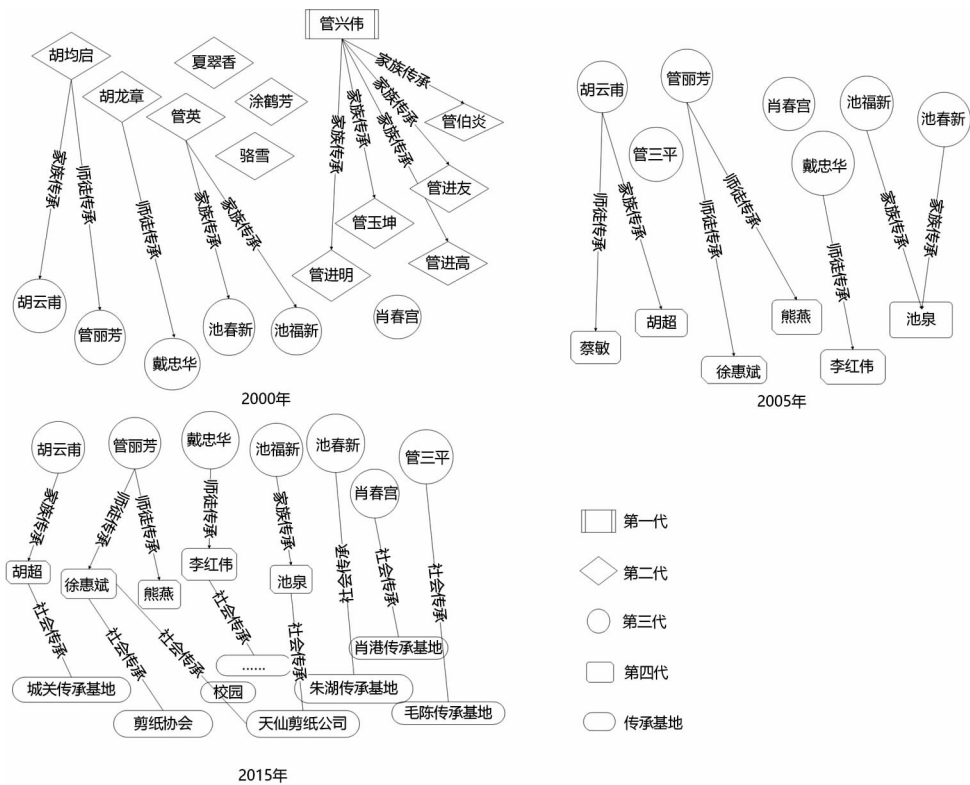 管兴伟
胡均启
夏翠香
胡龙章
涂鹤芳
管英
骆雪
管伯炎
管进友
管玉坤
管进明
管进高
家族传承
师徒传承
师徒传承
家族传承
家族传承
家族传承
家族传承
家族传承
家族传承
家族传承
胡云甫
管丽芳
戴忠华
池春新
池福新
肖春宫
2000年
胡云甫
管丽芳
肖春宫
池福新
池春新
管三平
戴忠华
师徒传承
家族传承
师徒传承
师徒传承
师徒传承
家族传承
家族传承
蔡敏
胡超
徐惠斌
熊燕
李红伟
池泉
2005年
胡云甫
管丽芳
戴忠华
池福新
池春新
肖春宫
管三平
家族传承
师徒传承
师徒传承
师徒传承
家族传承
社会传承
社会传承
社会传承
胡超
徐惠斌
熊燕
李红伟
池泉
社会传承
社会传承
社会传承
社会传承
社会传承
肖港传承基地
......
城关传承基地
校园
朱湖传承基地
剪纸协会
天仙剪纸公司
毛陈传承基地
2015年
第一代
第二代
第三代
第四代
传承基地